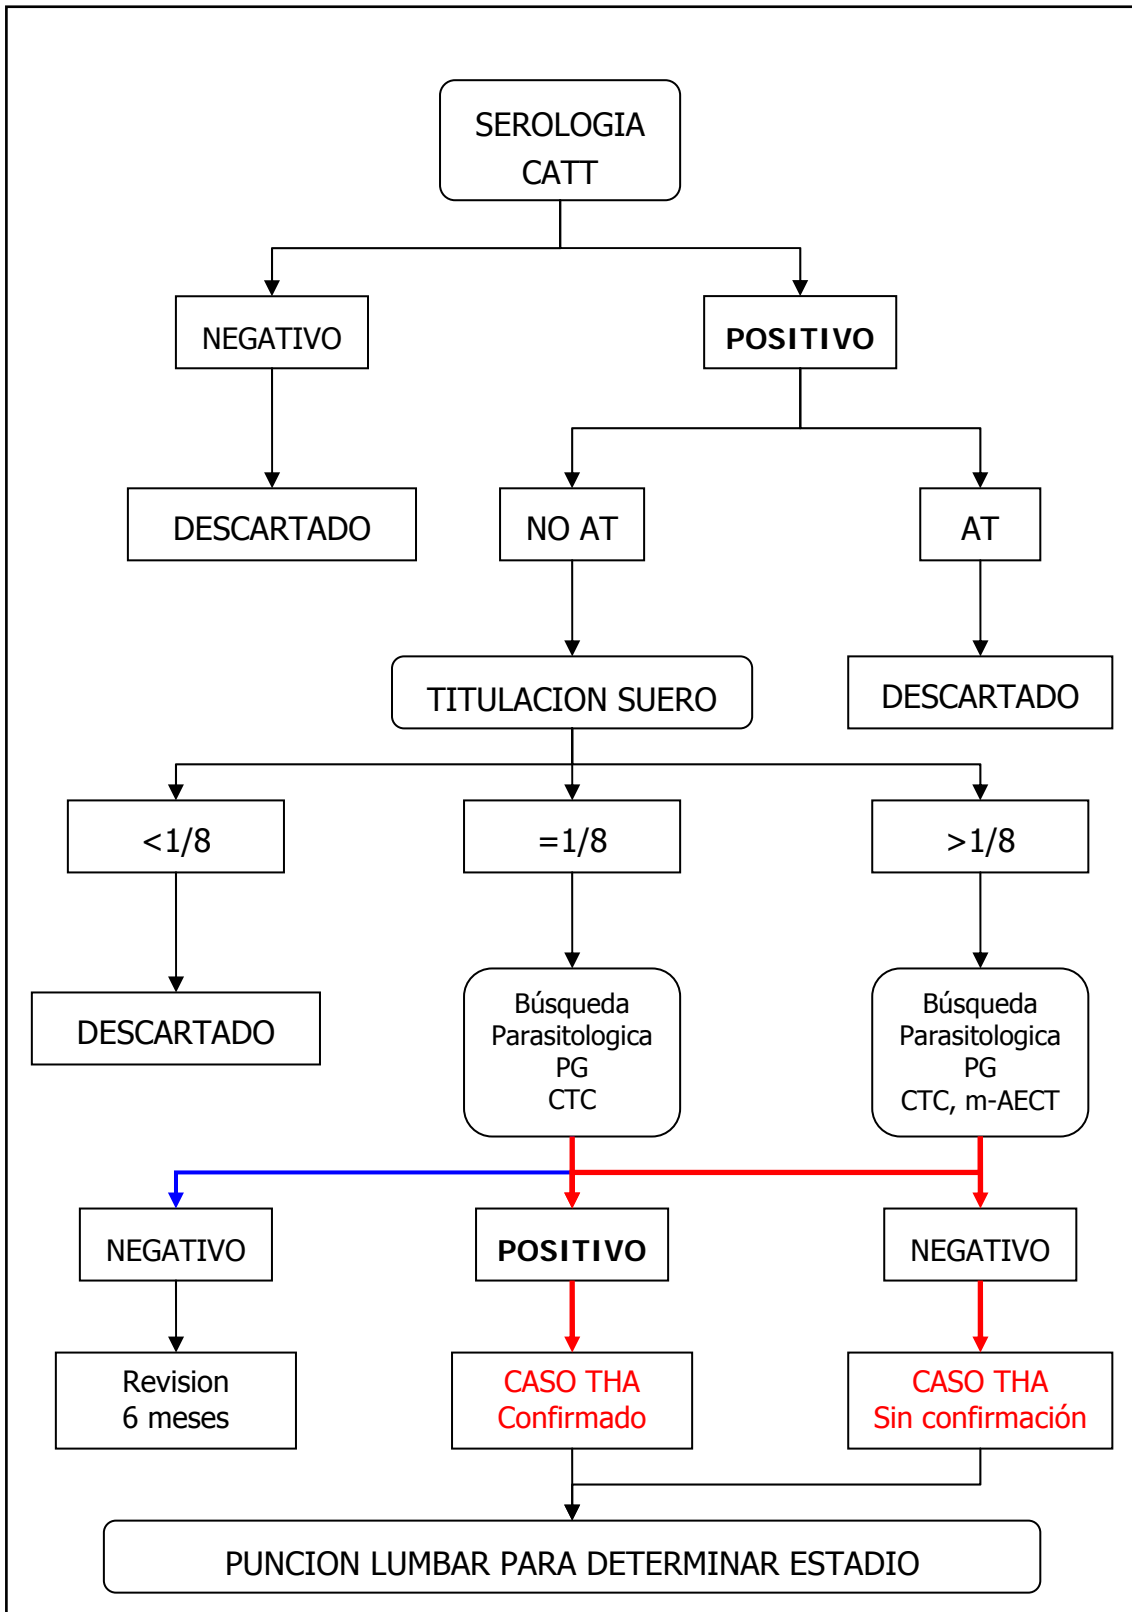 SEROLOGIA
CATT
NEGATIVO
POSITIVO
DESCARTADO
NO AT
AT
TITULACION SUERO
DESCARTADO
<1/8
=1/8
>1/8
DESCARTADO
Búsqueda
Parasitologica
PG
CTC
Búsqueda
Parasitologica
PG
CTC, m-AECT
NEGATIVO
POSITIVO
NEGATIVO
Revision
6 meses
CASO THA
Confirmado
CASO THA
Sin confirmación
PUNCION LUMBAR PARA DETERMINAR ESTADIO